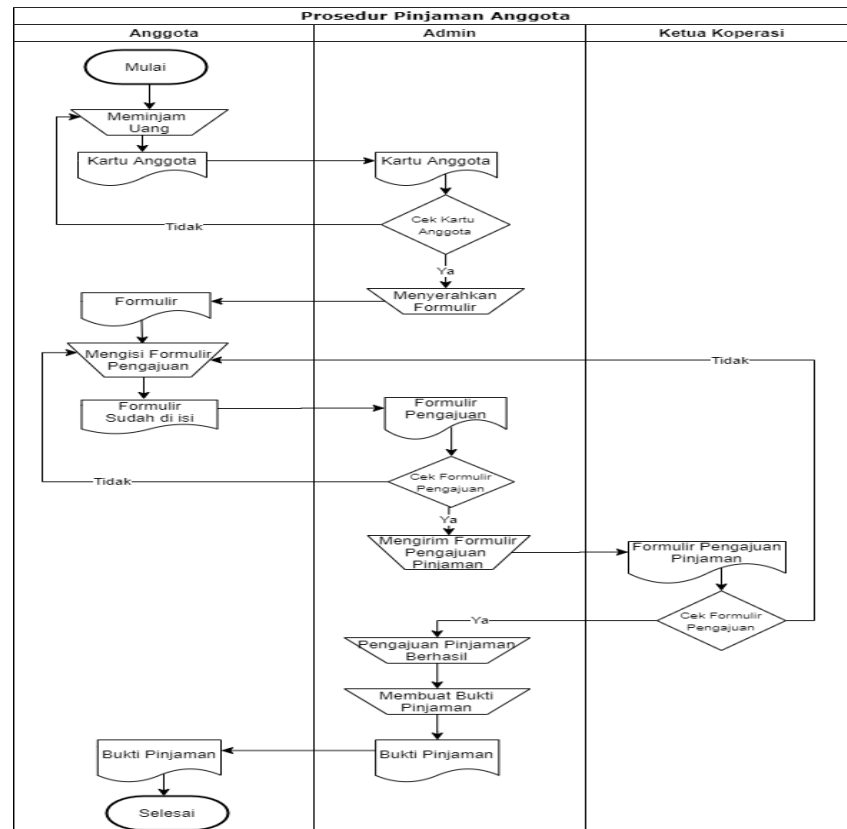 Prosedur Pinjaman Anggota
Anggota
Admin
Ketua Koperasi
Mulai
Meminjam
Uang
Kartu Anggota
Kartu Anggota
Cek Kartu
Anggota
Tidak
Ya
Menyerahkan
Formulir
Formulir
Mengisi Formulir
Pengajuan
Tidak
Formulir
Sudah di isi
Formulir
Pengajuan
Cek Formulir
Pengajuan
Tidak
Ya
Mengirim Formulir
Pengajuan
Pinjaman
Formulir Pengajuan
Pinjaman
Cek Formulir
Pengajuan
Ya
Pengajuan Pinjaman
Berhasil
Membuat Bukti
Pinjaman
Bukti Pinjaman
Bukti Pinjaman
Selesai